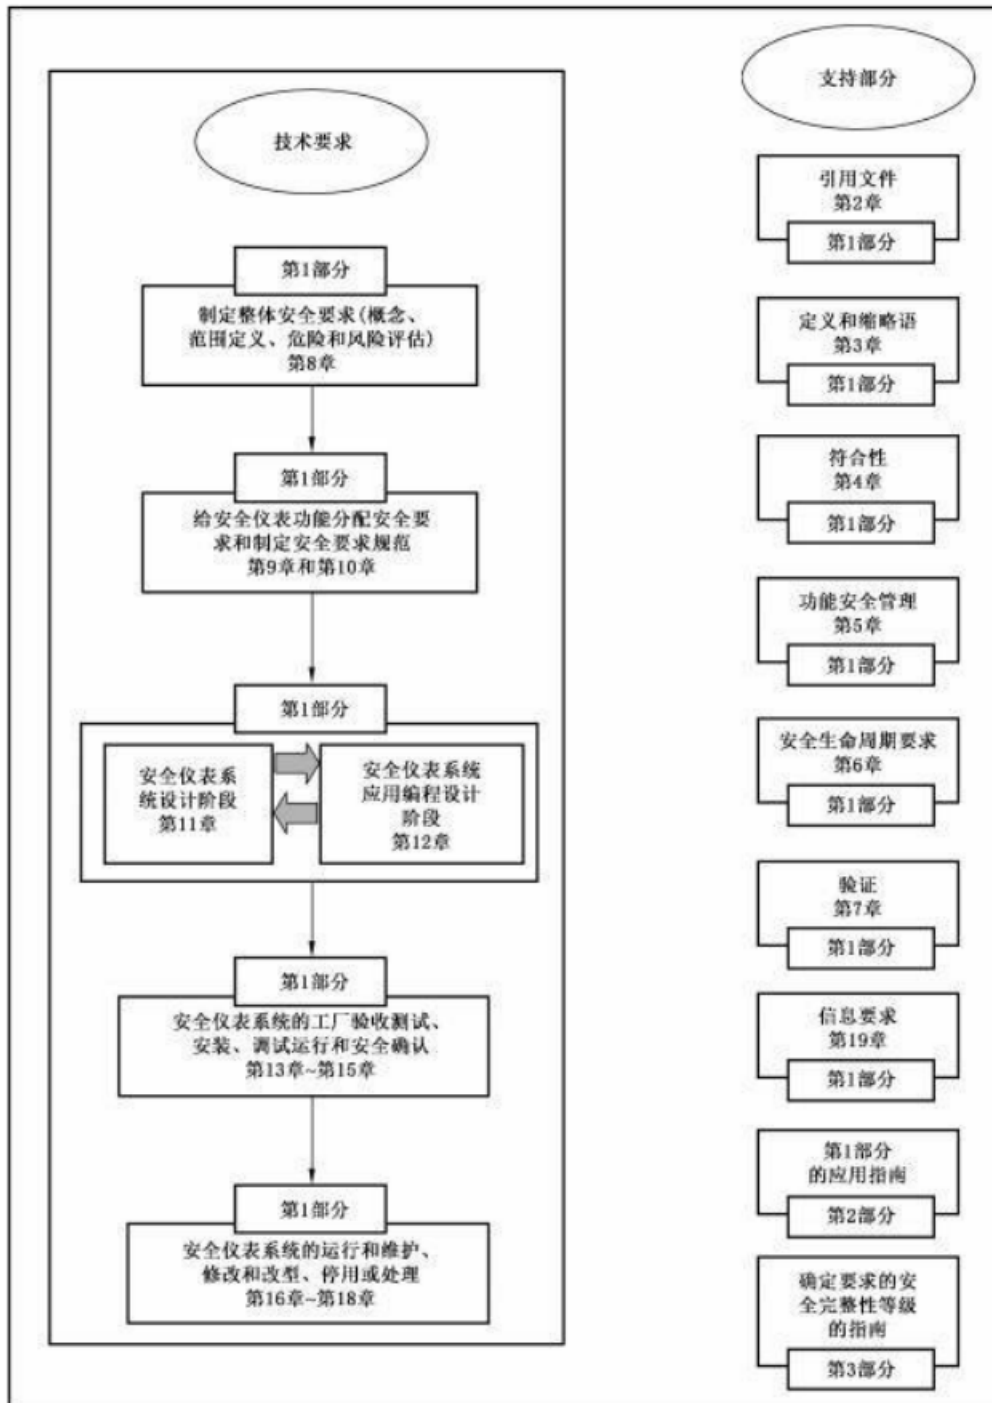 技术要求
第1部分
制定整体安全要求(概念、
范围定义、危险和风险评估)
第8章
第1部分
给安全仪表功能分配安全要
求和制定安全要求规范
第9章和第10章
第1部分
安全仪表系
统设计阶段
第11章
安全仪表系统
应用编程设计
阶段
第12章
第1部分
安全仪表系统的工厂验收测试、
安装、调试运行和安全确认
第13章~第15章
第1部分
安全仪表系统的运行和维护、
修改和改型、停用或处理
第16章~第18章
支持部分
引用文件
第2章
第1部分
定义和缩略语
第3章
第1部分
符合性
第4章
第1部分
功能安全管理
第5章
第1部分
安全生命周期要求
第6章
第1部分
验证
第7章
第1部分
信息要求
第19章
第1部分
第1部分
的应用指南
第2部分
确定要求的安
全完整性等级
的指南
第3部分